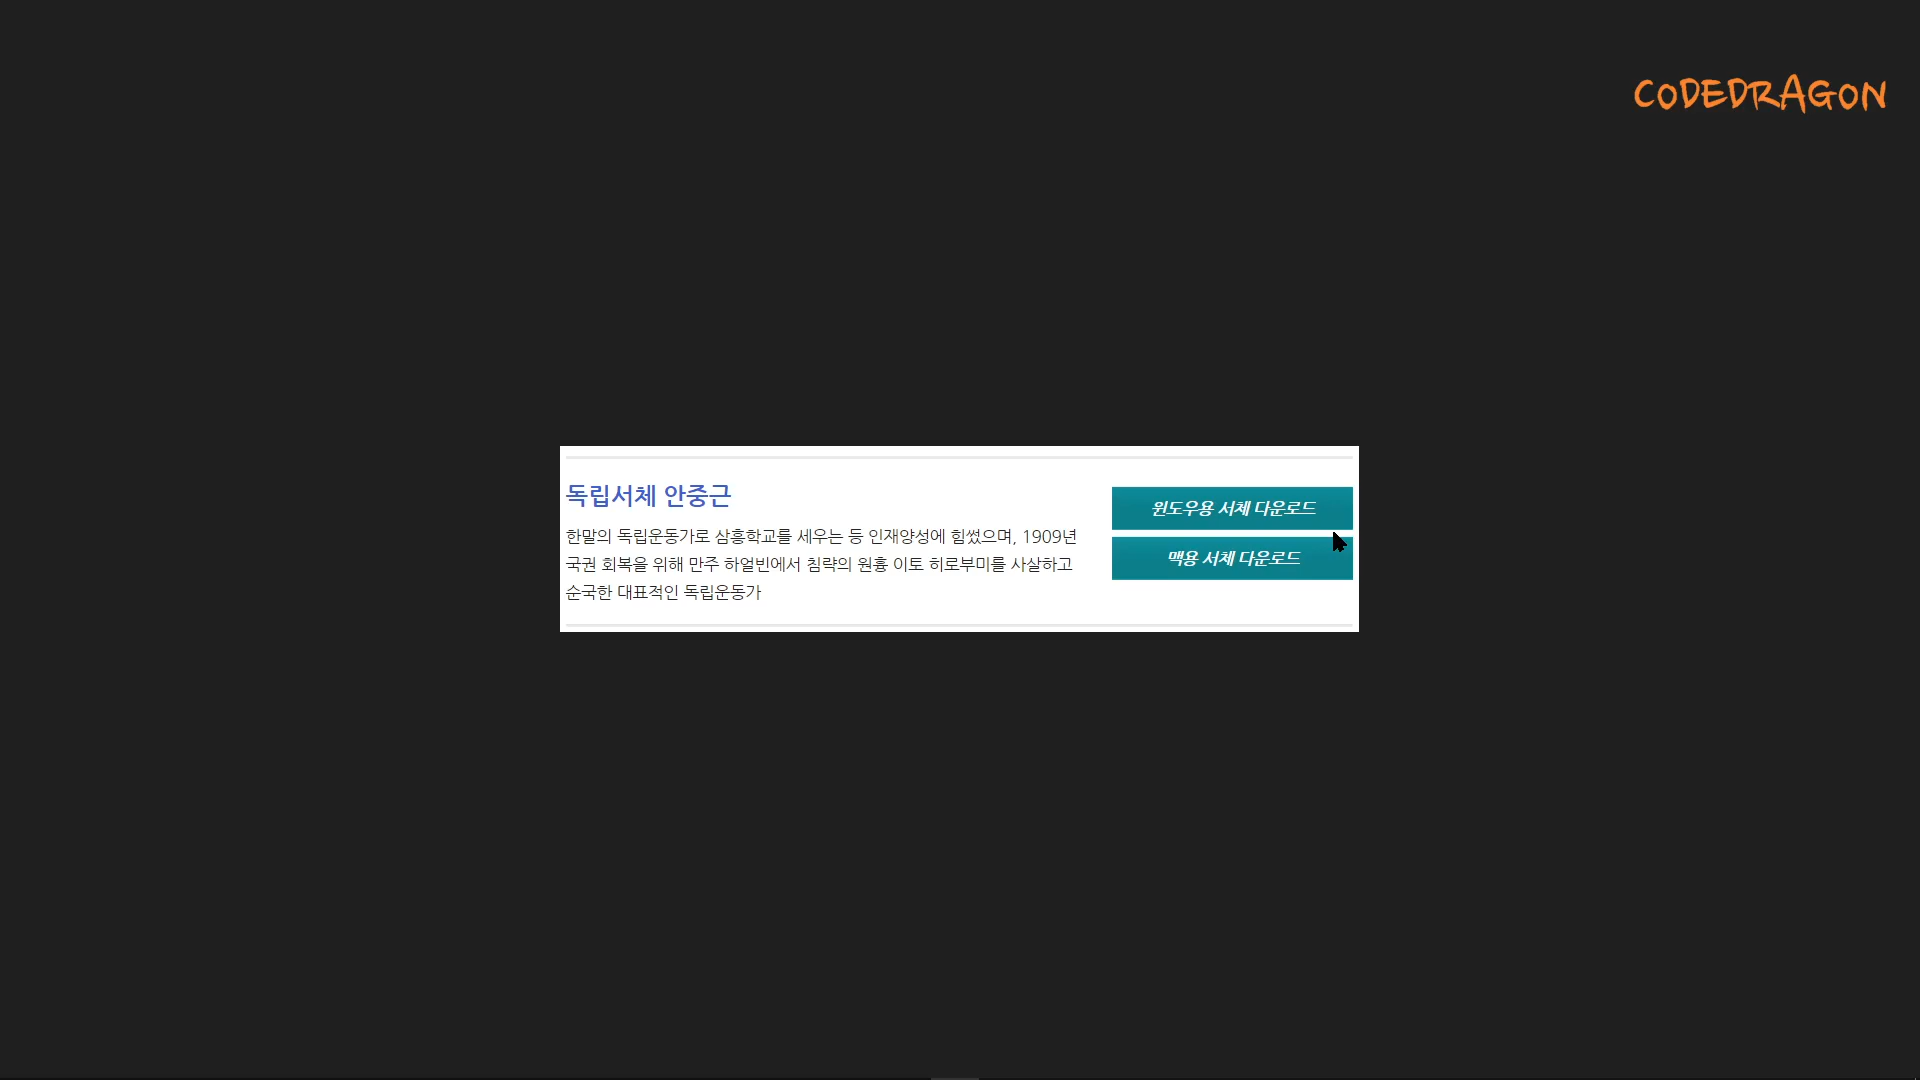 CODEDRAGON
독립서체 안중근
한말의 독립운동가로 삼흥학교를 세우는 등 인재양성에 힘썼으며, 1909년
국권 회복을 위해 만주 하얼빈에서 침략의 원흉 이토 히로부미를 사살하고
순국한 대표적인 독립운동가
윈도우용 서체 다운로드
맥용 서체 다운로드